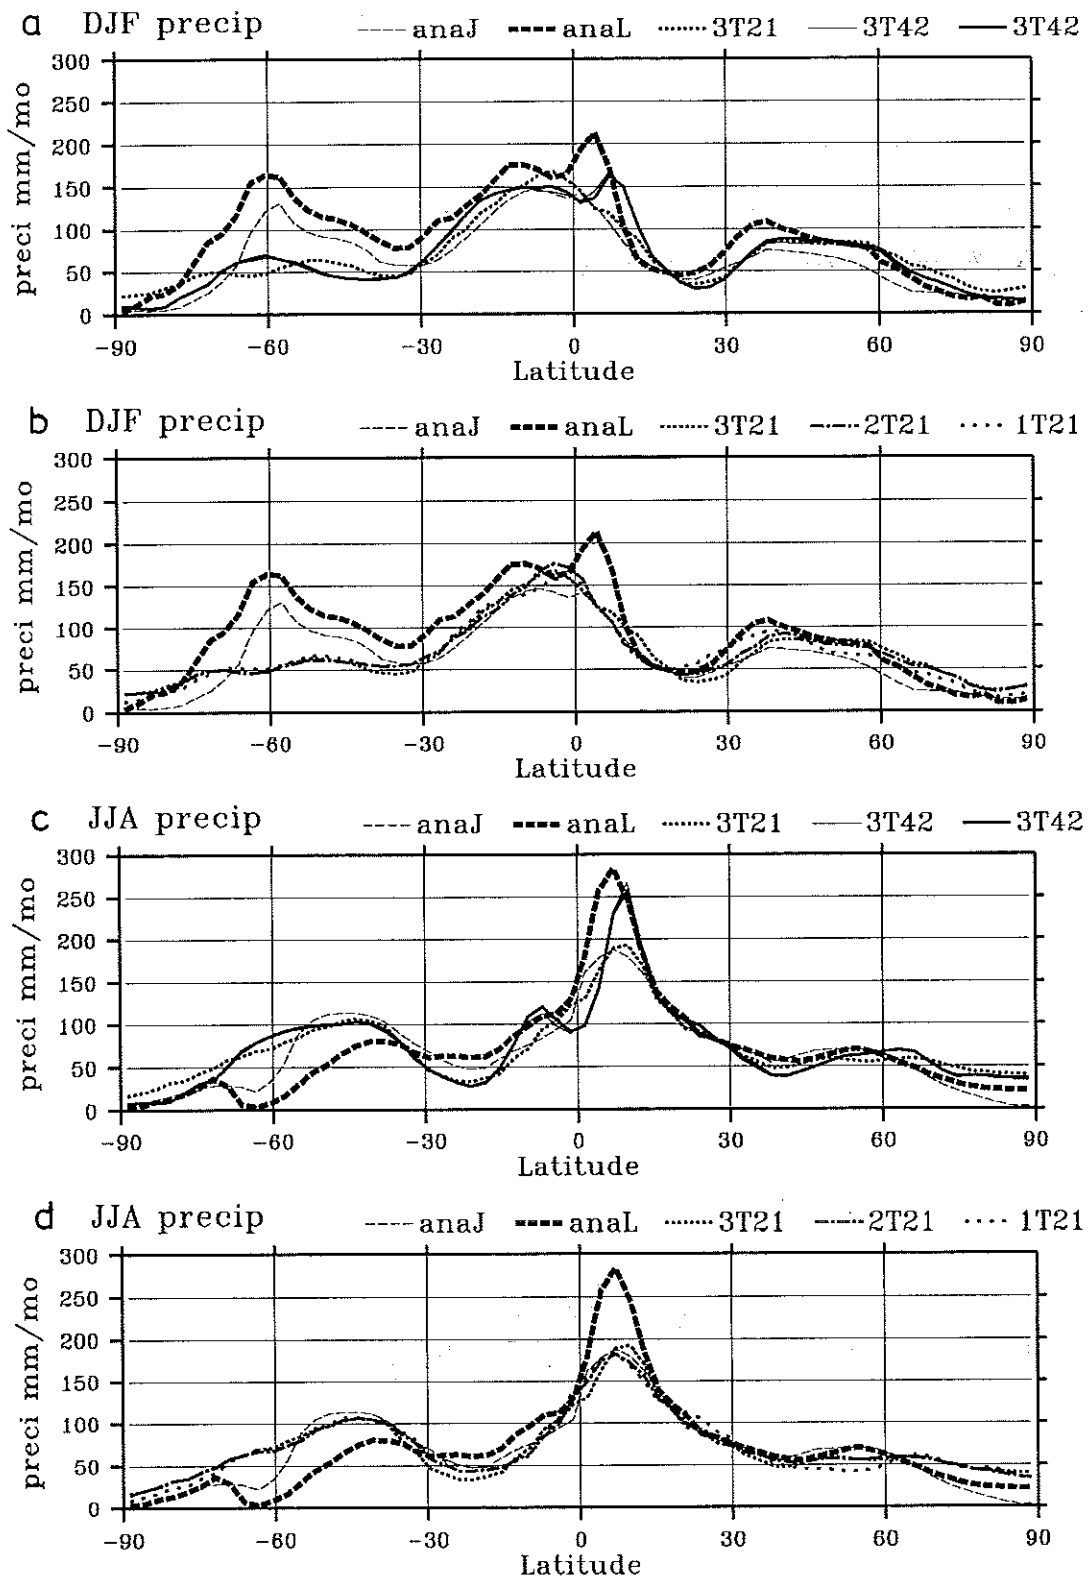 a DJF precip anaJ anaL 3T21 3T42 3T42
300
250
200
150
100
50
0
preci mm/mo
-90 -60 -30 0 30 60 90
Latitude
b DJF precip anaJ anaL 3T21 2T21 1T21
300
250
200
150
100
50
0
preci mm/mo
-90 -60 -30 0 30 60 90
Latitude
c JJA precip anaJ anaL 3T21 3T42 3T42
300
250
200
150
100
50
0
preci mm/mo
-90 -60 -30 0 30 60 90
Latitude
d JJA precip anaJ anaL 3T21 2T21 1T21
300
250
200
150
100
50
0
preci mm/mo
-90 -60 -30 0 30 60 90
Latitude